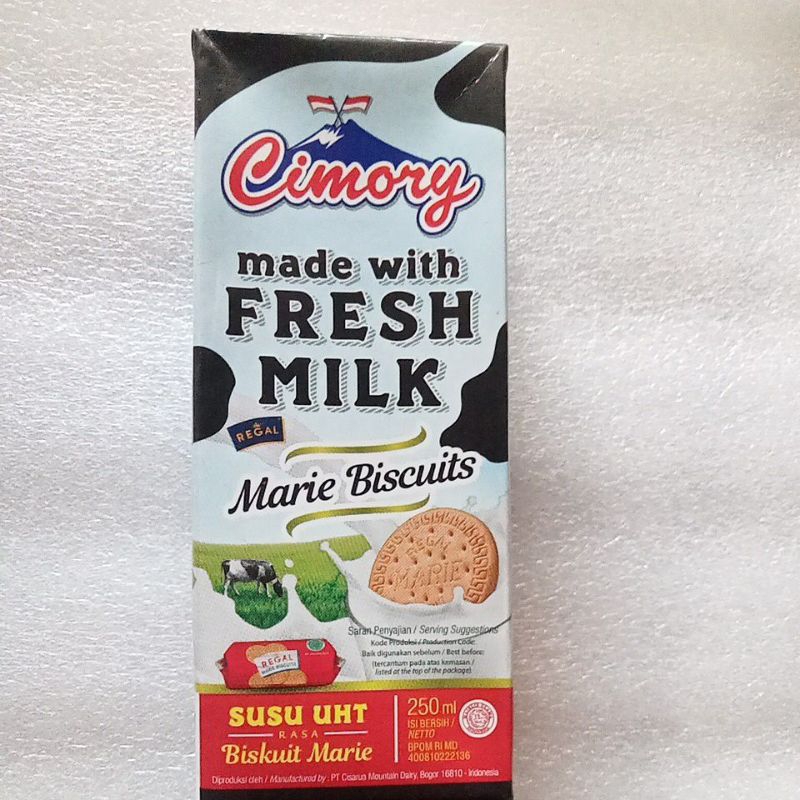 Cimory
made with
FRESH
MILK
REGAL
Marie Biscuits
REGAL
MARIE
Saran Penyajian / Serving Suggestions
Kode Produksi / Production Code:
Baik digunakan sebelum / Best before:
(tercantum pada atas kemasan /
listed at the top of the package)
REGAL
MARIE BISCUITS
SUSU UHT
RASA
Biskuit Marie
250 ml
ISI BERSIH /
NETTO
BPOM RI MD
400810222136
Diproduksi oleh / Manufactured by : PT Cisarua Mountain Dairy, Bogor 16810 - Indonesia